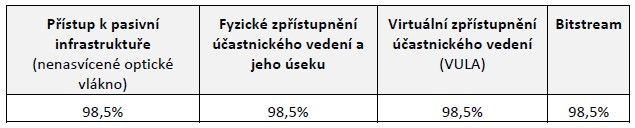 Přístup k pasivní
infrastruktuře
(nenasvícené optické
vlákno)
Fyzické zpřístupnění
účastnického vedení a
jeho úseku
Virtuální zpřístupnění
účastnického vedení
(VULA)
Bitstream
98,5%
98,5%
98,5%
98,5%